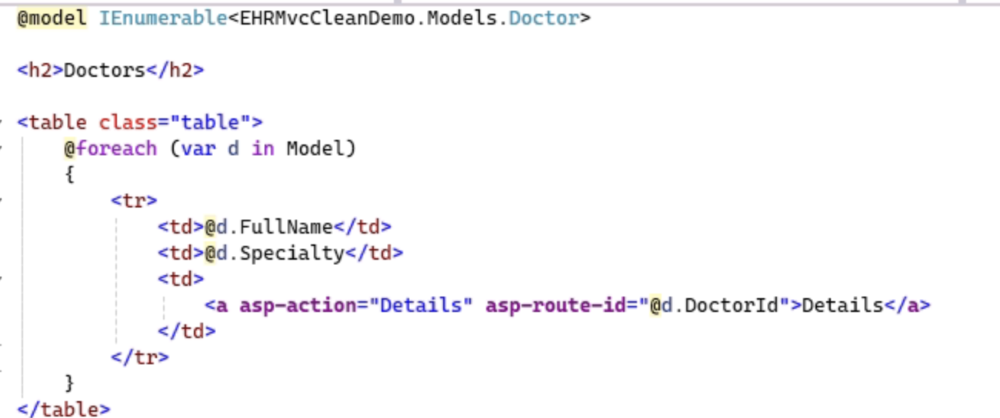 @model IEnumerable<EHRMvcCleanDemo.Models.Doctor>
<h2>Doctors</h2>
<table class="table">
@foreach (var d in Model)
{
<tr>
<td>@d.FullName</td>
<td>@d.Specialty</td>
<td>
<a asp-action="Details" asp-route-id="@d.DoctorId">Details</a>
</td>
</tr>
}
</table>